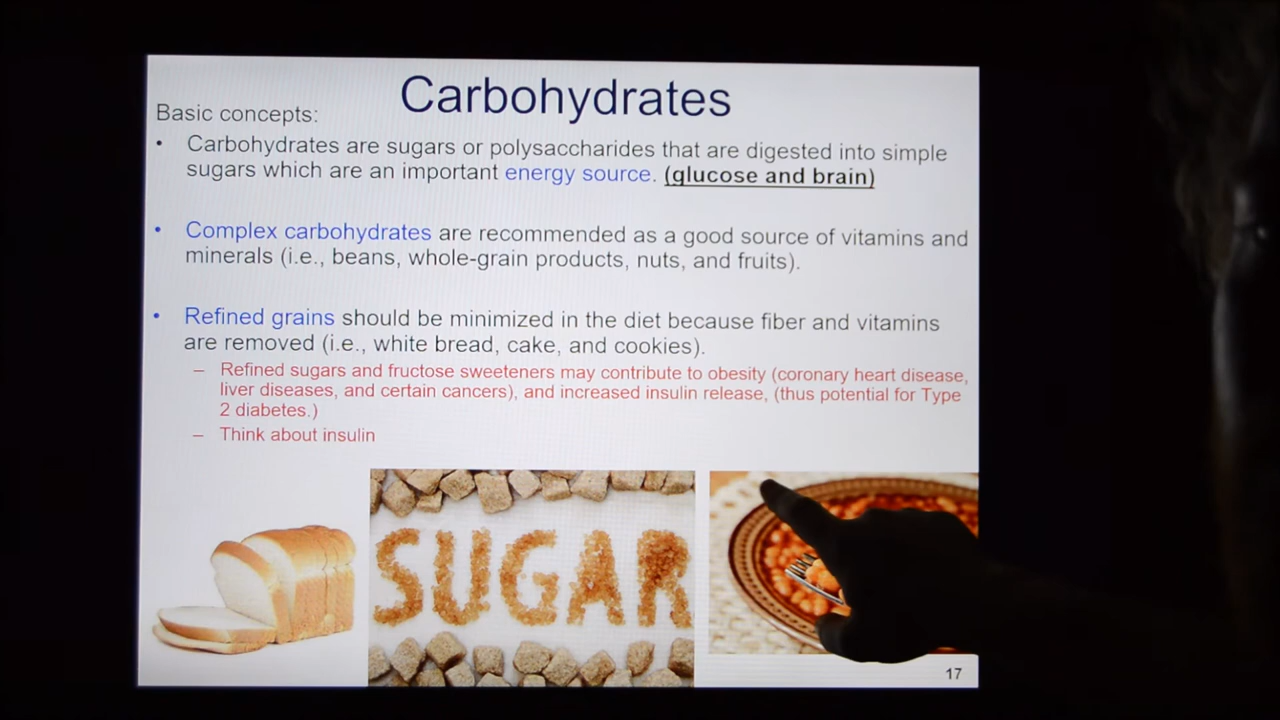 Carbohydrates
Basic concepts:
• Carbohydrates are sugars or polysaccharides that are digested into simple
sugars which are an important energy source. (glucose and brain)
• Complex carbohydrates are recommended as a good source of vitamins and
minerals (i.e., beans, whole-grain products, nuts, and fruits).
• Refined grains should be minimized in the diet because fiber and vitamins
are removed (i.e., white bread, cake, and cookies).
– Refined sugars and fructose sweeteners may contribute to obesity (coronary heart disease,
liver diseases, and certain cancers), and increased insulin release, (thus potential for Type
2 diabetes.)
– Think about insulin
SUGAR
17